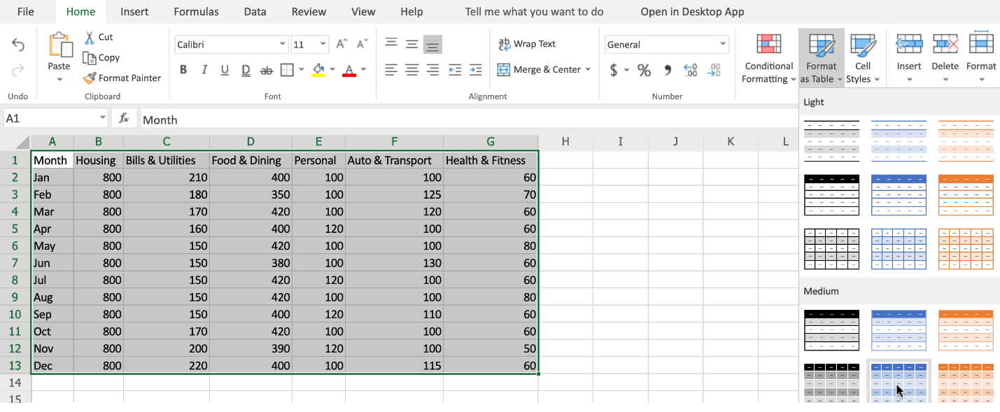 File Home Insert Formulas Data Review View Help Tell me what you want to do Open in Desktop App
Paste
Cut
Copy
Format Painter
Calibri 11
B I U D ab
ab Wrap Text
Merge & Center
General
$ % .00 .00
Conditional Formatting
Format as Table
Cell Styles
Insert
Delete
Format
Undo Clipboard Font Alignment Number
A1 fx Month
A B C D E F G H I J K L
1 Month Housing Bills & Utilities Food & Dining Personal Auto & Transport Health & Fitness
2 Jan 800 210 400 100 100 60
3 Feb 800 180 350 100 125 70
4 Mar 800 170 420 100 120 60
5 Apr 800 160 400 120 100 60
6 May 800 150 420 100 100 80
7 Jun 800 150 380 100 130 60
8 Jul 800 150 420 120 100 60
9 Aug 800 150 420 100 100 80
10 Sep 800 150 400 120 110 60
11 Oct 800 170 420 100 100 60
12 Nov 800 200 390 120 100 50
13 Dec 800 220 400 100 115 60
14
15
Light
Medium